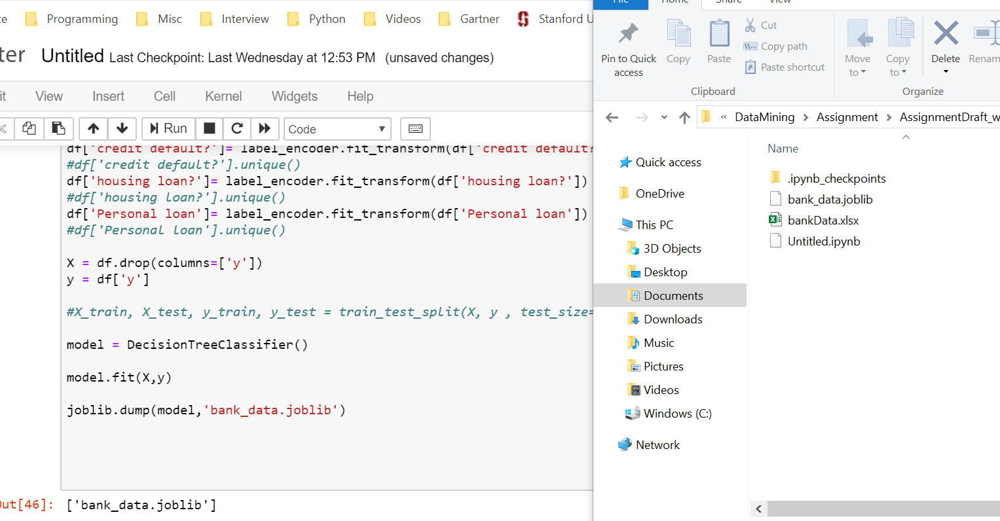 Programming Misc Interview Python Videos Gartner Stanford U
Untitled Last Checkpoint: Last Wednesday at 12:53 PM (unsaved changes)
View Insert Cell Kernel Widgets Help
Run Code
df['credit default?']= label_encoder.fit_transform(df['credit default?
#df['credit default?'].unique()
df['housing loan?']= label_encoder.fit_transform(df['housing loan?'])
#df['housing loan?'].unique()
df['Personal loan']= label_encoder.fit_transform(df['Personal loan'])
#df['Personal loan'].unique()
X = df.drop(columns=['y'])
y = df['y']
#X_train, X_test, y_train, y_test = train_test_split(X, y , test_size=
model = DecisionTreeClassifier()
model.fit(X,y)
joblib.dump(model,'bank_data.joblib')
Out[46]: ['bank_data.joblib']
File Home Share View
Pin to Quick access
Copy
Paste
Cut
Copy path
Paste shortcut
Clipboard
Move to
Copy to
Delete
Renam
Organize
« DataMining > Assignment > AssignmentDraft_w
Quick access
OneDrive
This PC
3D Objects
Desktop
Documents
Downloads
Music
Pictures
Videos
Windows (C:)
Network
Name
.ipynb_checkpoints
bank_data.joblib
bankData.xlsx
Untitled.ipynb